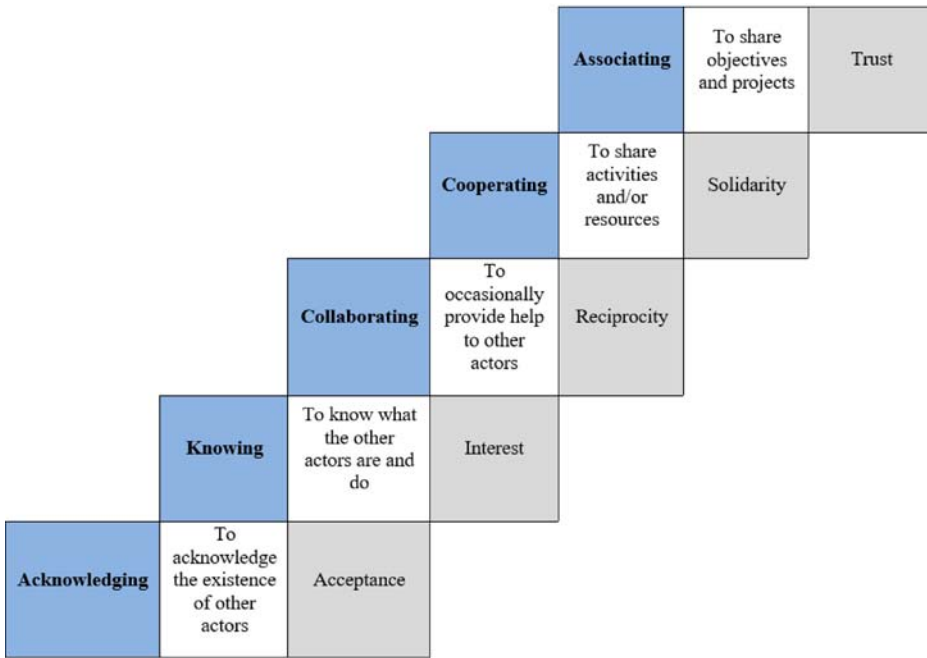 Associating
To share
objectives
and projects
Trust
Cooperating
To share
activities
and/or
resources
Solidarity
Collaborating
To
occasionally
provide help
to other
actors
Reciprocity
Knowing
To know what
the other
actors are and
do
Interest
Acknowledging
To
acknowledge
the existence
of other
actors
Acceptance